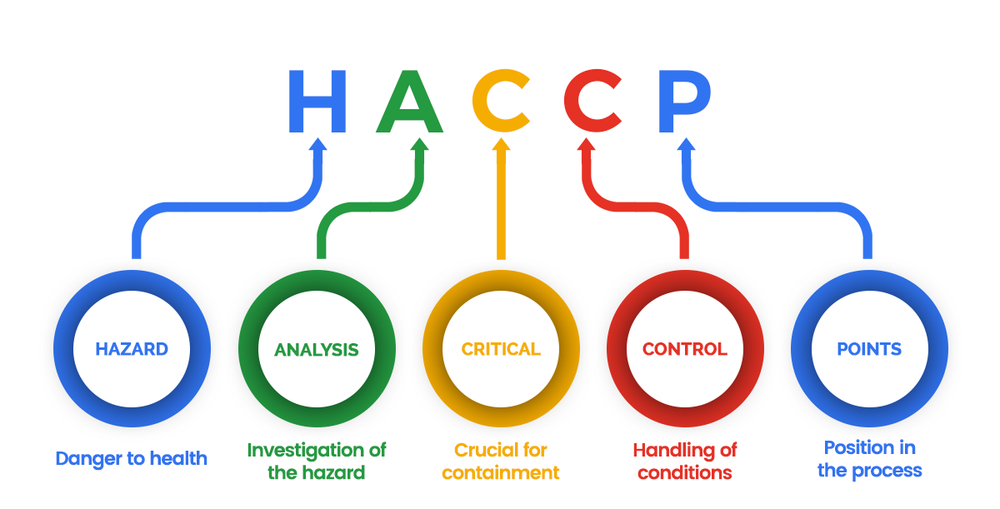 H A C C P
HAZARD
ANALYSIS
CRITICAL
CONTROL
POINTS
Danger to health
Investigation of
the hazard
Crucial for
containment
Handling of
conditions
Position in
the process